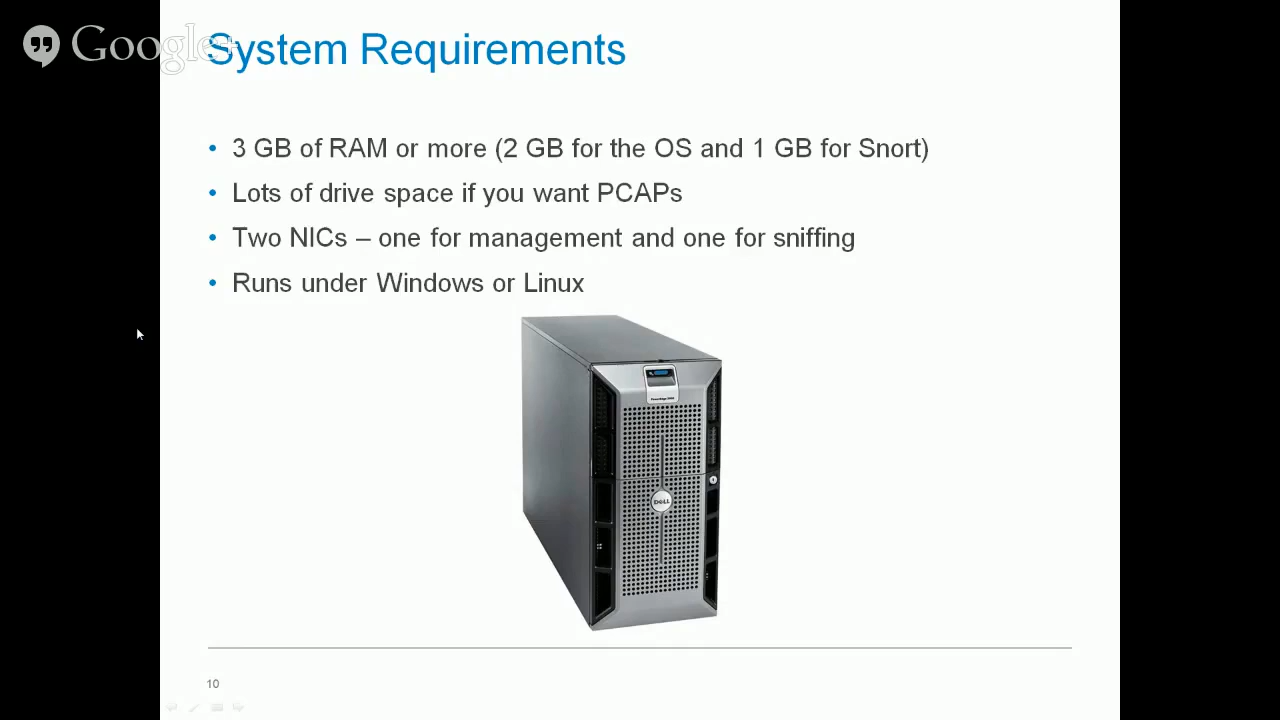 Google+
System Requirements
• 3 GB of RAM or more (2 GB for the OS and 1 GB for Snort)
• Lots of drive space if you want PCAPs
• Two NICs – one for management and one for sniffing
• Runs under Windows or Linux
DELL
10